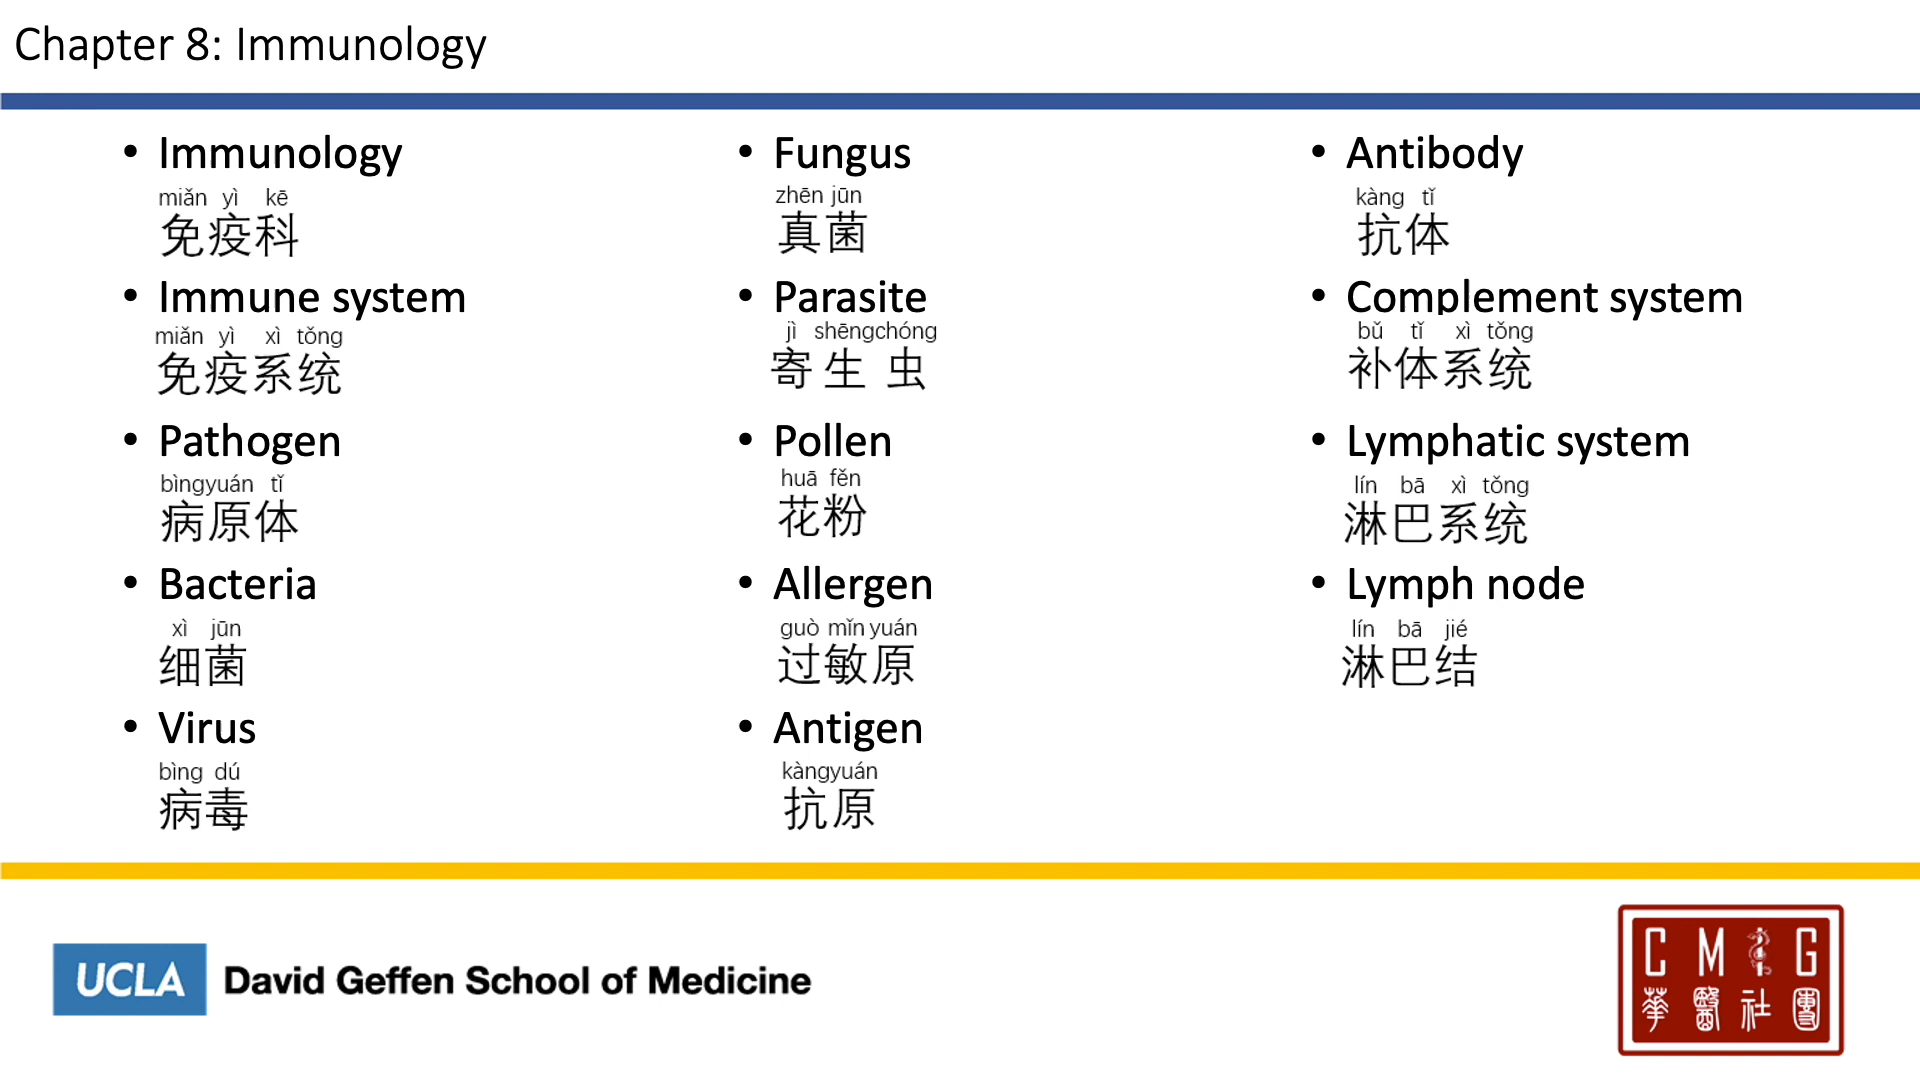 Chapter 8: Immunology
• Immunology
miǎn yì kē
免疫科
• Immune system
miǎn yì xì tǒng
免疫系统
• Pathogen
bìngyuán tǐ
病原体
• Bacteria
xì jūn
细菌
• Virus
bìng dú
病毒
• Fungus
zhēn jūn
真菌
• Parasite
jì shēngchóng
寄生虫
• Pollen
huā fěn
花粉
• Allergen
guò mǐn yuán
过敏原
• Antigen
kàngyuán
抗原
• Antibody
kàng tǐ
抗体
• Complement system
bǔ tǐ xì tǒng
补体系统
• Lymphatic system
lín bā xì tǒng
淋巴系统
• Lymph node
lín bā jié
淋巴结
UCLA David Geffen School of Medicine
C M I G
華醫社團